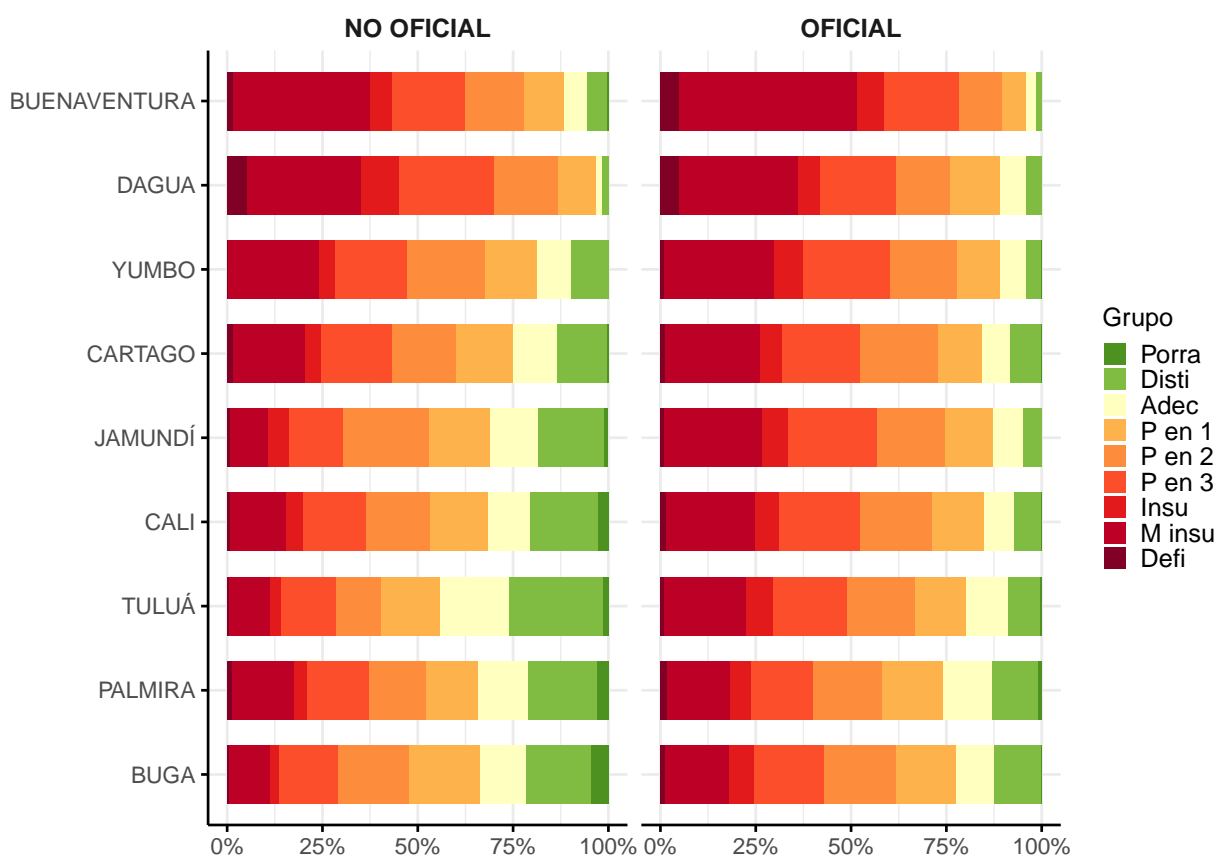 NO OFICIAL
OFICIAL
BUENAVENTURA
DAGUA
YUMBO
CARTAGO
JAMUNDÍ
CALI
TULUÁ
PALMIRA
BUGA
0% 25% 50% 75% 100%
0% 25% 50% 75% 100%
Grupo
Porra
Disti
Adec
P en 1
P en 2
P en 3
Insu
M insu
Defi